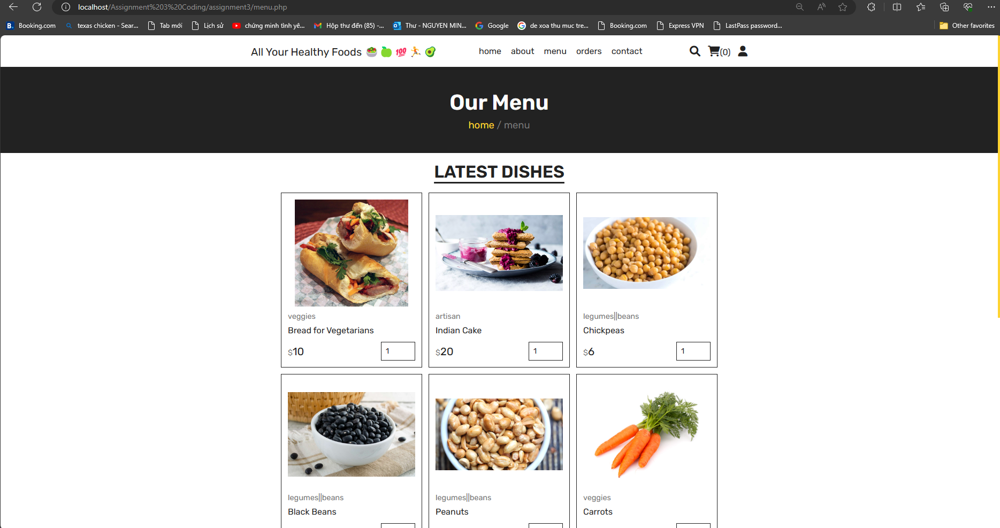 localhost/Assignment%203%20Coding/assignment3/menu.php
Booking.com texas chicken - Sear... Tab mới Lịch sử chứng minh tình yê... Hộp thư đến (85) -... Thư - NGUYEN MIN... Google de xoa thu muc tre... Booking.com Express VPN LastPass password... Other favorites
All Your Healthy Foods 🥗 🍏 💯 🏃 🥑 home about menu orders contact (0)
Our Menu
home / menu
LATEST DISHES
veggies artisan legumes||beans
Bread for Vegetarians Indian Cake Chickpeas
$10 1 $20 1 $6 1
legumes||beans legumes||beans veggies
Black Beans Peanuts Carrots